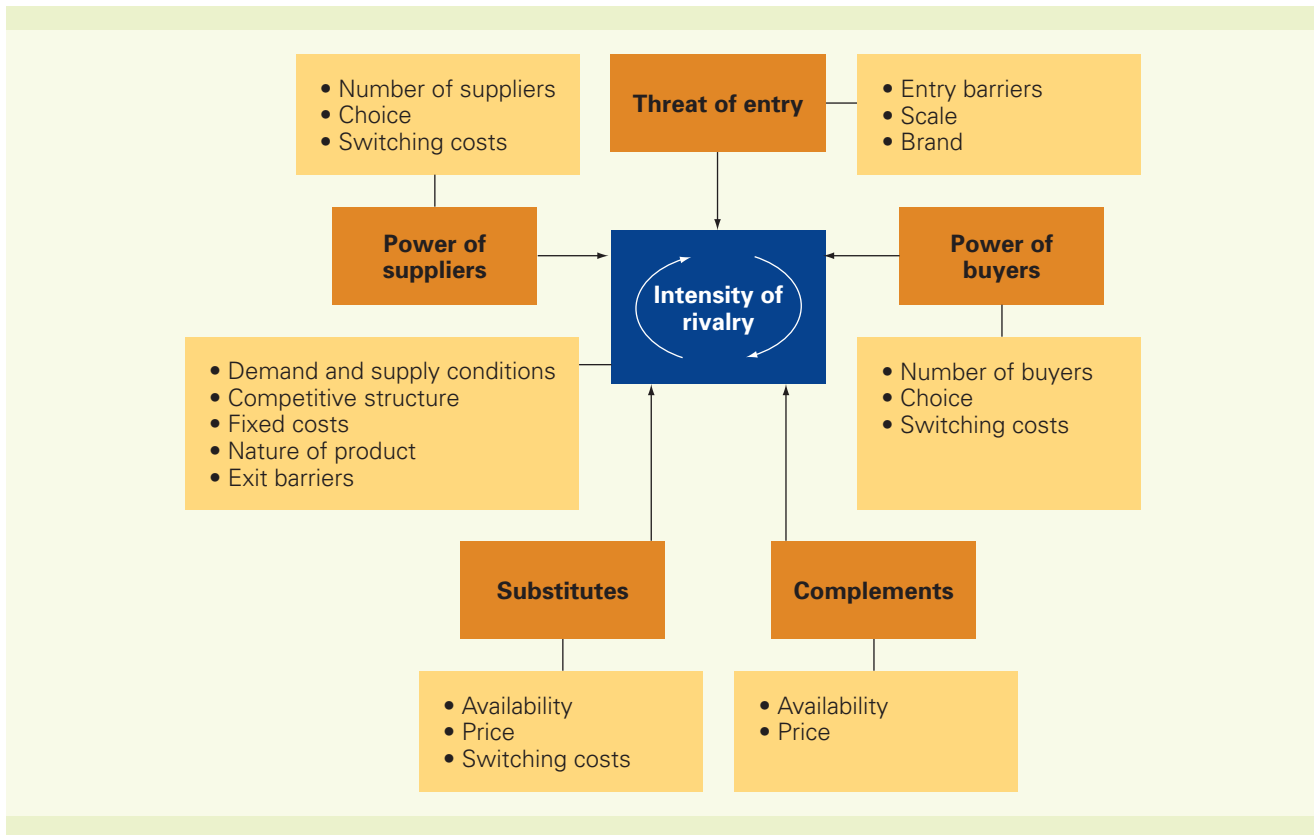 • Number of suppliers
• Choice
• Switching costs
Threat of entry
• Entry barriers
• Scale
• Brand
Power of
suppliers
Intensity of
rivalry
Power of
buyers
• Demand and supply conditions
• Competitive structure
• Fixed costs
• Nature of product
• Exit barriers
• Number of buyers
• Choice
• Switching costs
Substitutes
Complements
• Availability
• Price
• Switching costs
• Availability
• Price